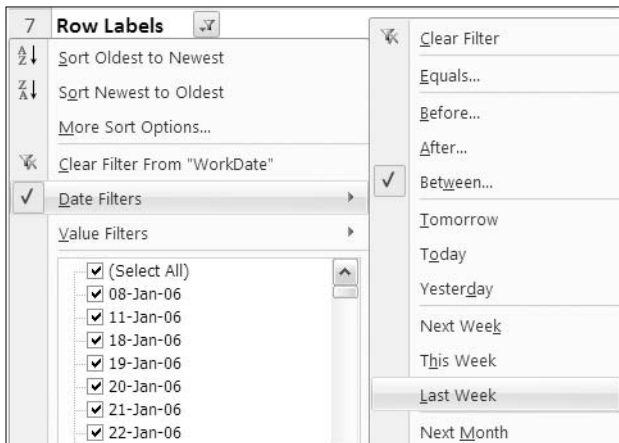 7 Row Labels
Sort Oldest to Newest
Sort Newest to Oldest
More Sort Options...
Clear Filter From "WorkDate"
Date Filters
Value Filters
(Select All)
08-Jan-06
11-Jan-06
18-Jan-06
19-Jan-06
20-Jan-06
21-Jan-06
22-Jan-06
Clear Filter
Equals...
Before...
After...
Between...
Tomorrow
Today
Yesterday
Next Week
This Week
Last Week
Next Month